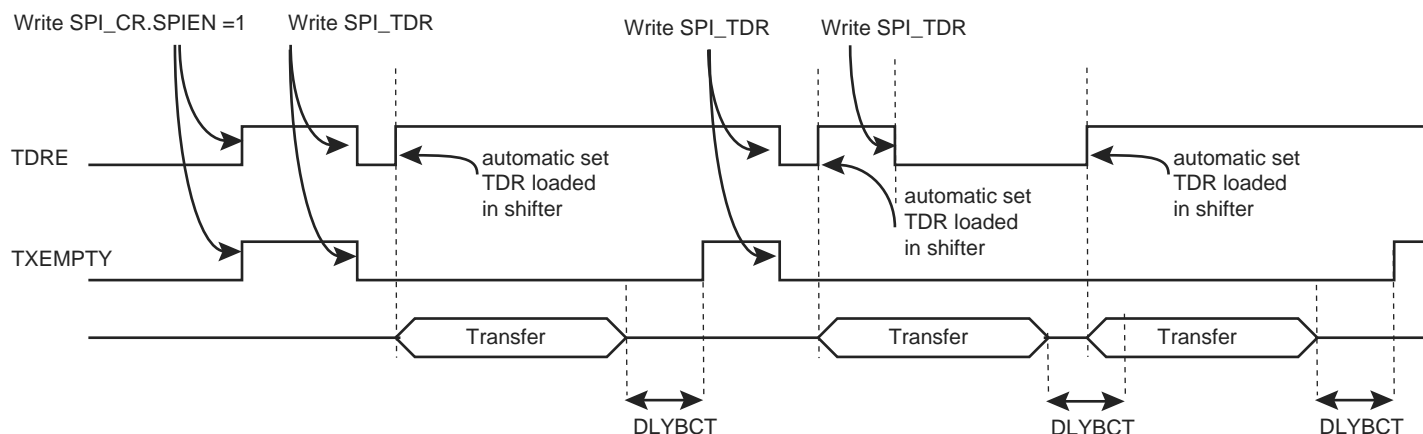 Write SPI_CR.SPIEN =1
Write SPI_TDR
Write SPI_TDR
Write SPI_TDR
TDRE
automatic set
TDR loaded
in shifter
automatic set
TDR loaded
in shifter
automatic set
TDR loaded
in shifter
TXEMPTY
Transfer
Transfer
Transfer
DLYBCT
DLYBCT
DLYBCT